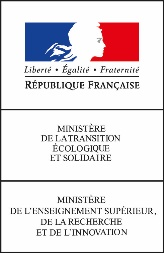 Liberté • Égalité • Fraternité
RÉPUBLIQUE FRANÇAISE
MINISTÈRE
DE LA TRANSITION
ÉCOLOGIQUE
ET SOLIDAIRE
MINISTÈRE
DE L'ENSEIGNEMENT SUPÉRIEUR,
DE LA RECHERCHE
ET DE L'INNOVATION